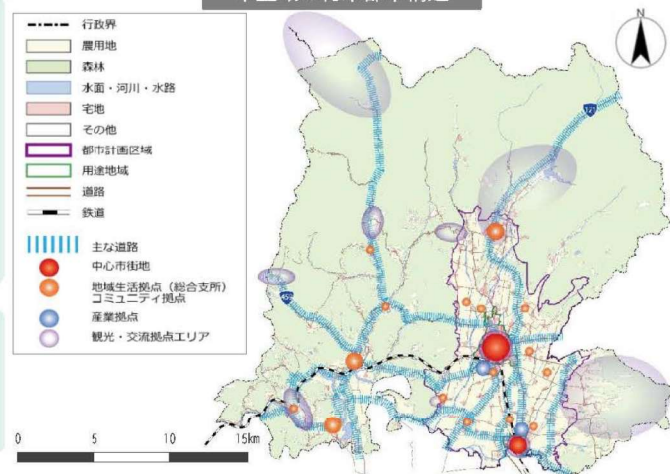 行政界
農用地
森林
水面・河川・水路
宅地
その他
都市計画区域
用途地域
道路
鉄道
主な道路
中心市街地
地域生活拠点（総合支所）
コミュニティ拠点
産業拠点
観光・交流拠点エリア
N
121
0 5 10 15km